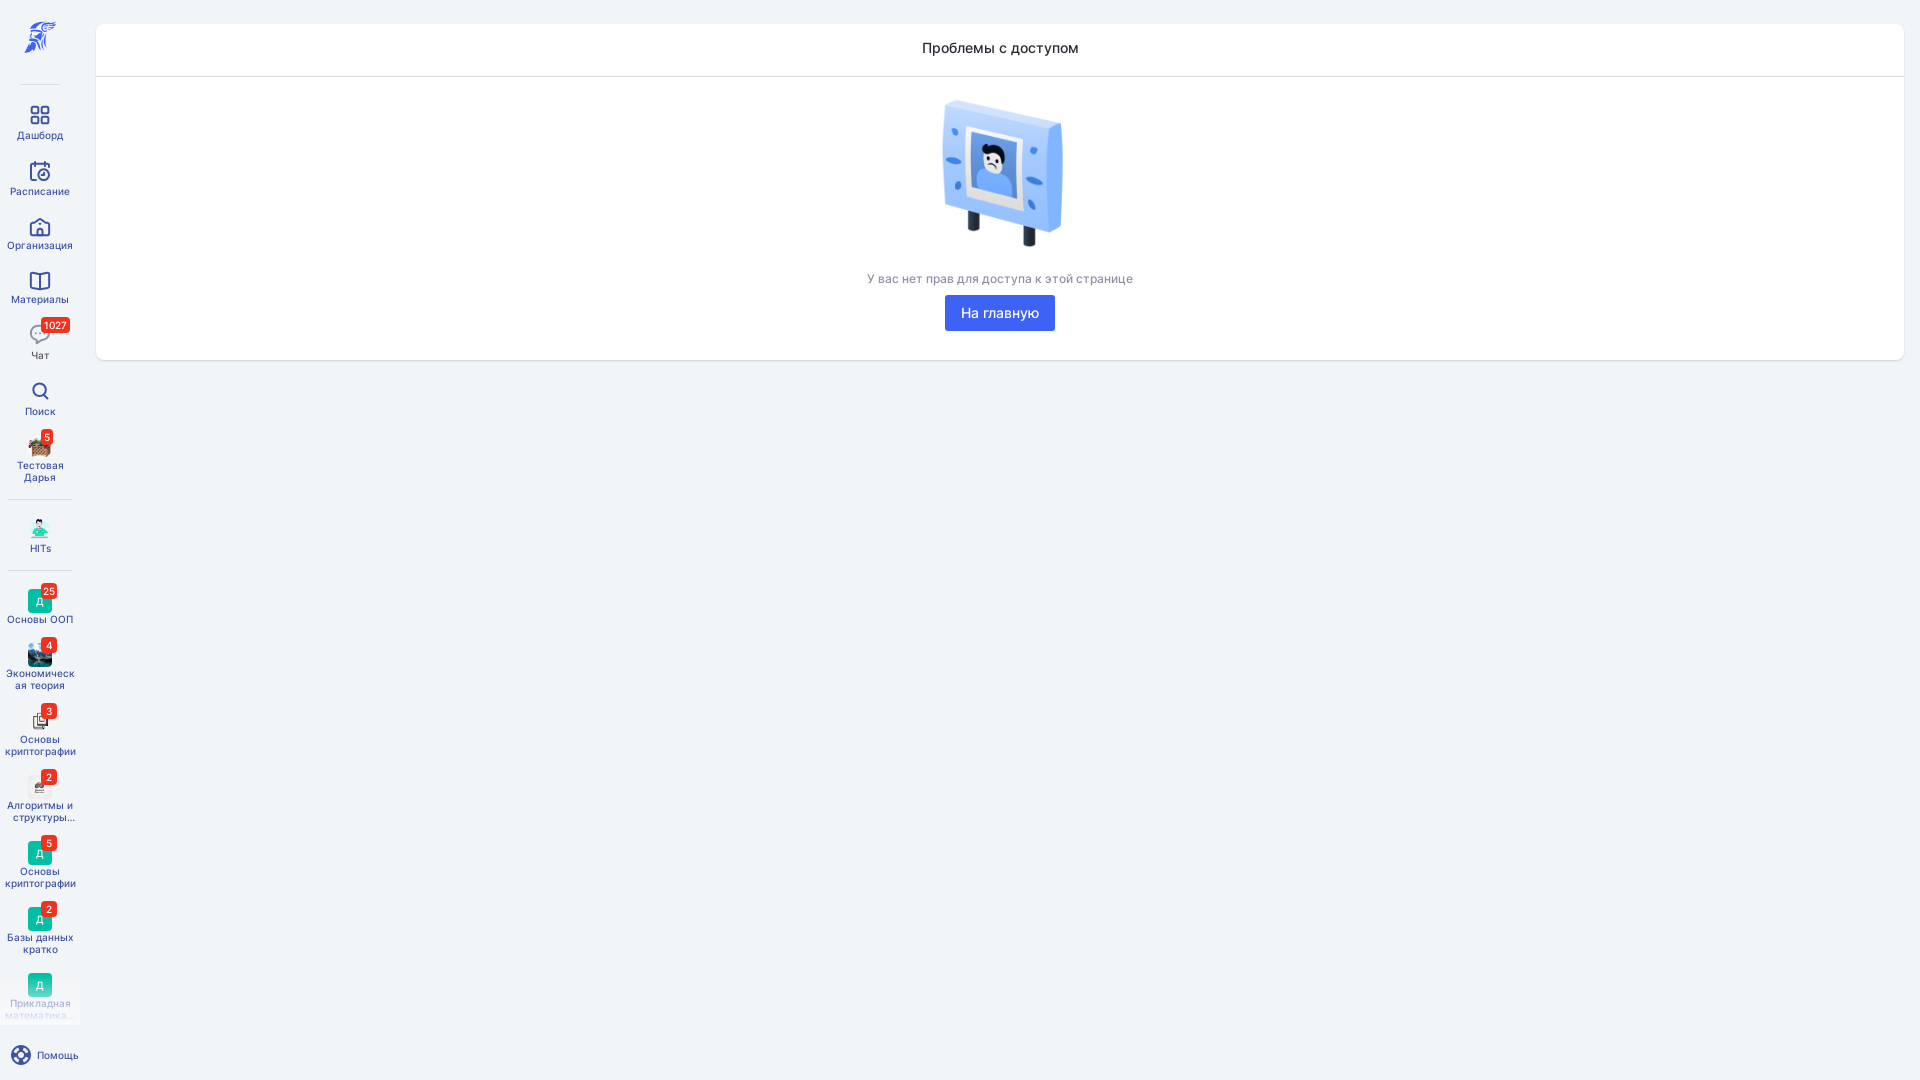 Проблемы с доступом
У вас нет прав для доступа к этой странице
На главную
Дашборд
Расписание
Организация
Материалы
1027
Чат
Поиск
5
Тестовая
Дарья
HITs
25
Д
Основы ООП
4
Экономическ
ая теория
3
Основы
криптографии
2
Алгоритмы и
структуры...
5
Д
Основы
криптографии
2
Д
Базы данных
кратко
Д
Прикладная
математика...
Помощь